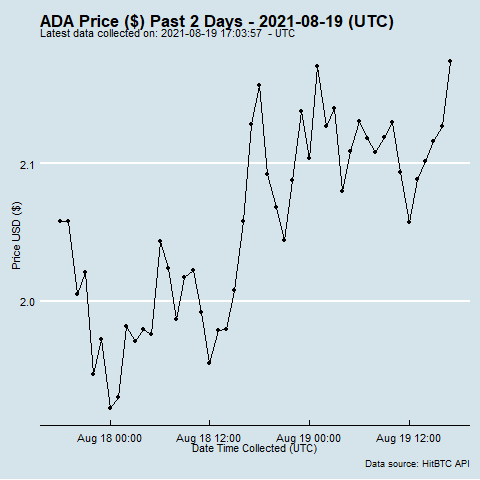 ADA Price ($) Past 2 Days - 2021-08-19 (UTC)
Latest data collected on: 2021-08-19 17:03:57 - UTC
2.1
Price USD ($)
2.0
Aug 18 00:00 Aug 18 12:00 Aug 19 00:00 Aug 19 12:00
Date Time Collected (UTC)
Data source: HitBTC API